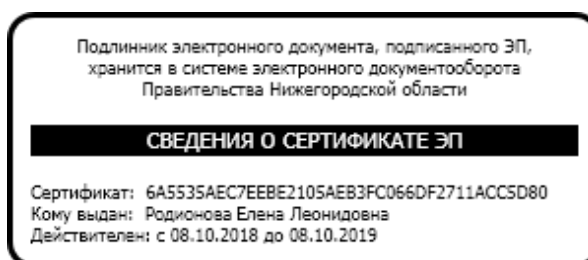 Подлинник электронного документа, подписанного ЭП,
хранится в системе электронного документооборота
Правительства Нижегородской области
СВЕДЕНИЯ О СЕРТИФИКАТЕ ЭП
Сертификат: 6A5535AEC7EEBE2105AEB3FC066DF2711ACC5D80
Кому выдан: Родионова Елена Леонидовна
Действителен: с 08.10.2018 до 08.10.2019